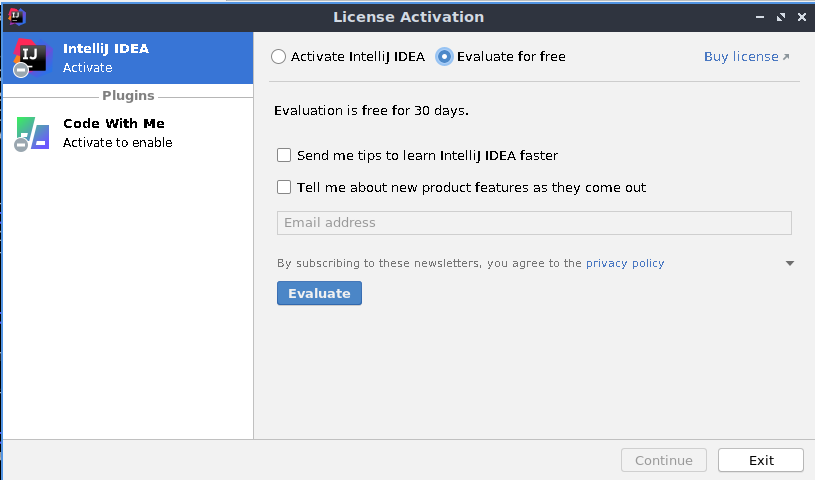 License Activation
IJ
IntelliJ IDEA
Activate
Plugins
Code With Me
Activate to enable
Activate IntelliJ IDEA Evaluate for free Buy license
Evaluation is free for 30 days.
Send me tips to learn IntelliJ IDEA faster
Tell me about new product features as they come out
Email address
By subscribing to these newsletters, you agree to the privacy policy
Evaluate
Continue Exit